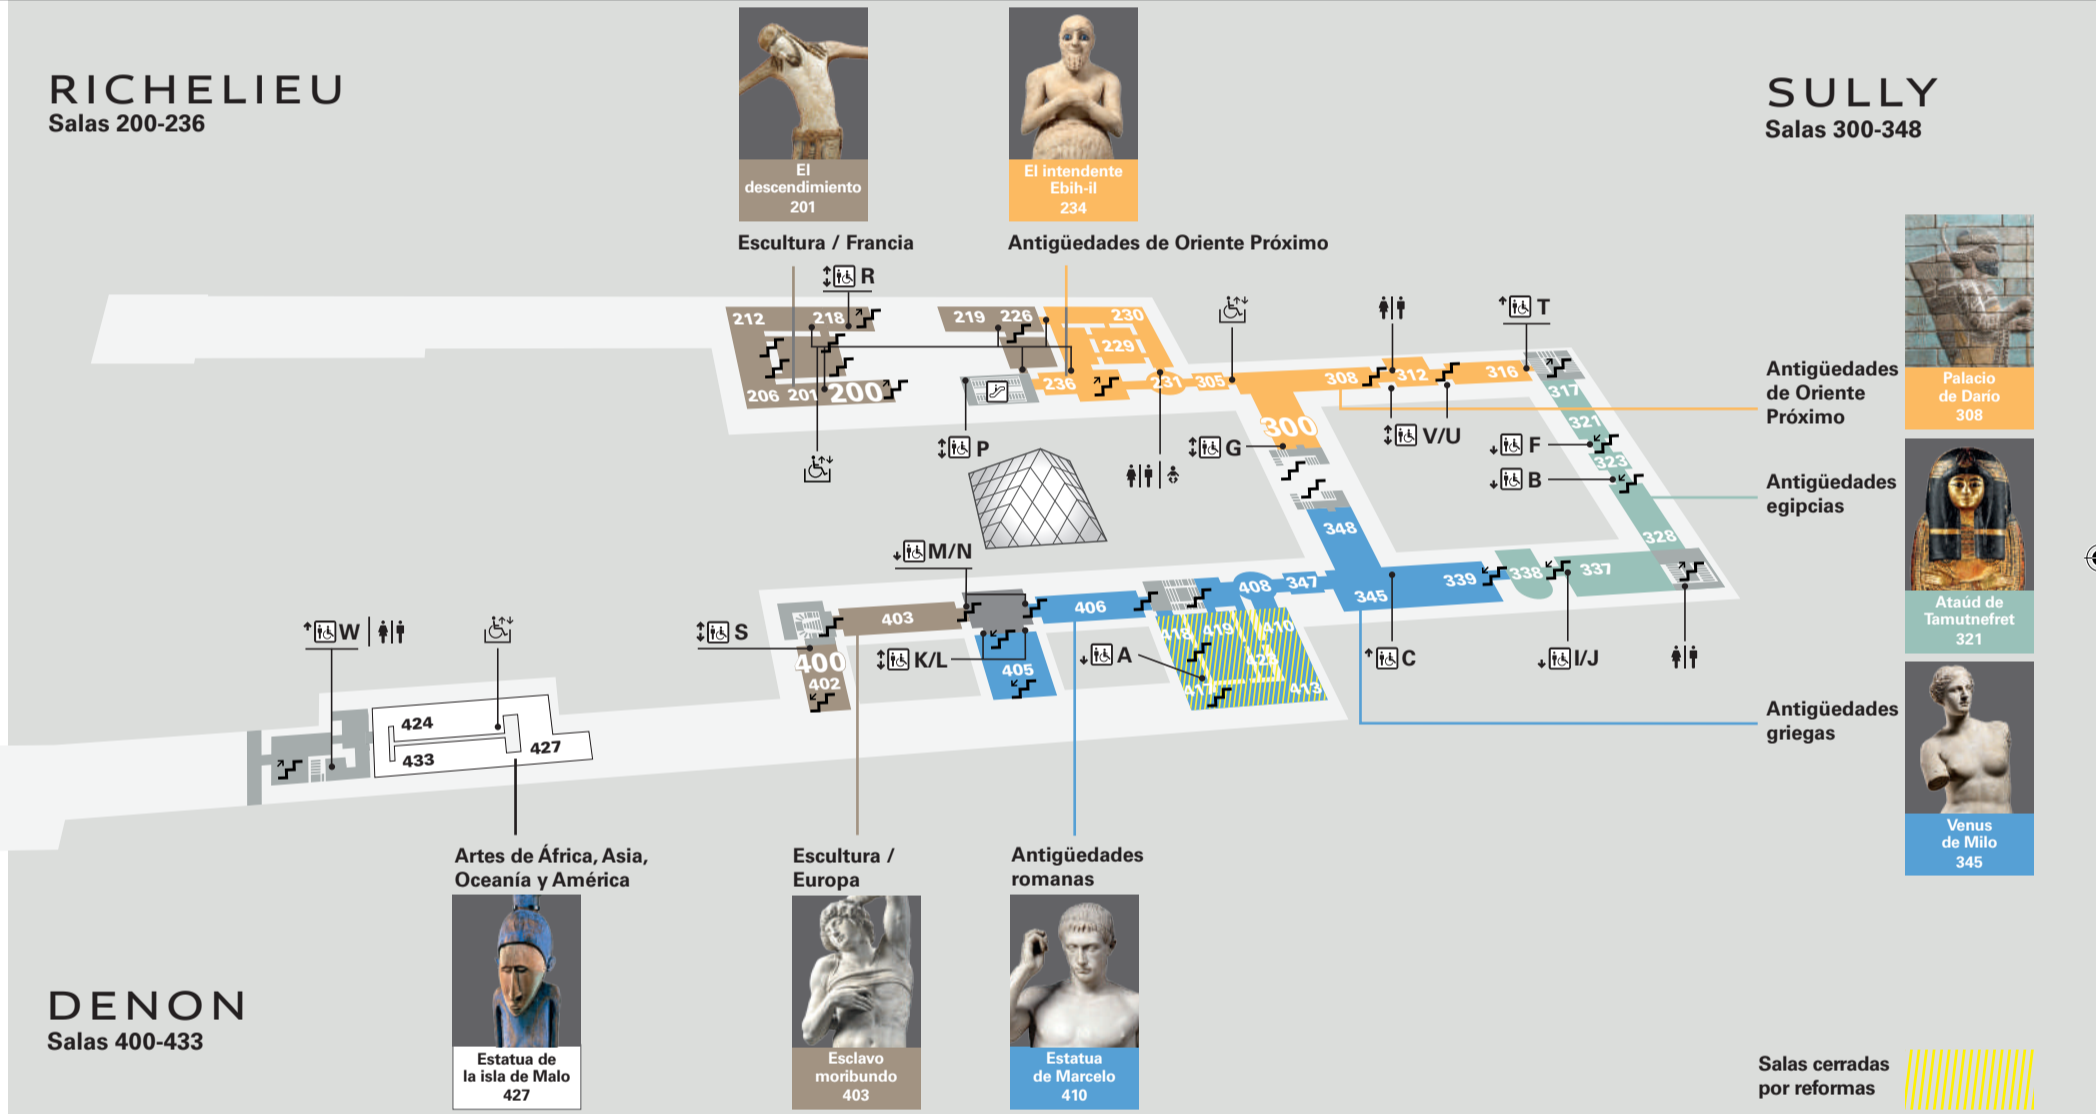 RICHELIEU
Salas 200-236
SULLY
Salas 300-348
El
descendimiento
201
El intendente
Ebih-il
234
Escultura / Francia
Antigüedades de Oriente Próximo
R
212
218
219
226
230
229
206
201
200
236
231
305
308
312
316
T
317
321
323
328
300
P
G
V/U
F
B
Antigüedades
de Oriente
Próximo
Palacio
de Darío
308
Antigüedades
egipcias
Ataúd de
Tamutnefret
321
348
339
338
337
345
347
408
406
403
M/N
418
419
410
413
400
402
405
S
K/L
A
C
I/J
W
424
433
427
Antigüedades
griegas
Venus
de Milo
345
Artes de África, Asia,
Oceanía y América
Estatua de
la isla de Malo
427
Escultura /
Europa
Esclavo
moribundo
403
Antigüedades
romanas
Estatua
de Marcelo
410
DENON
Salas 400-433
Salas cerradas
por reformas